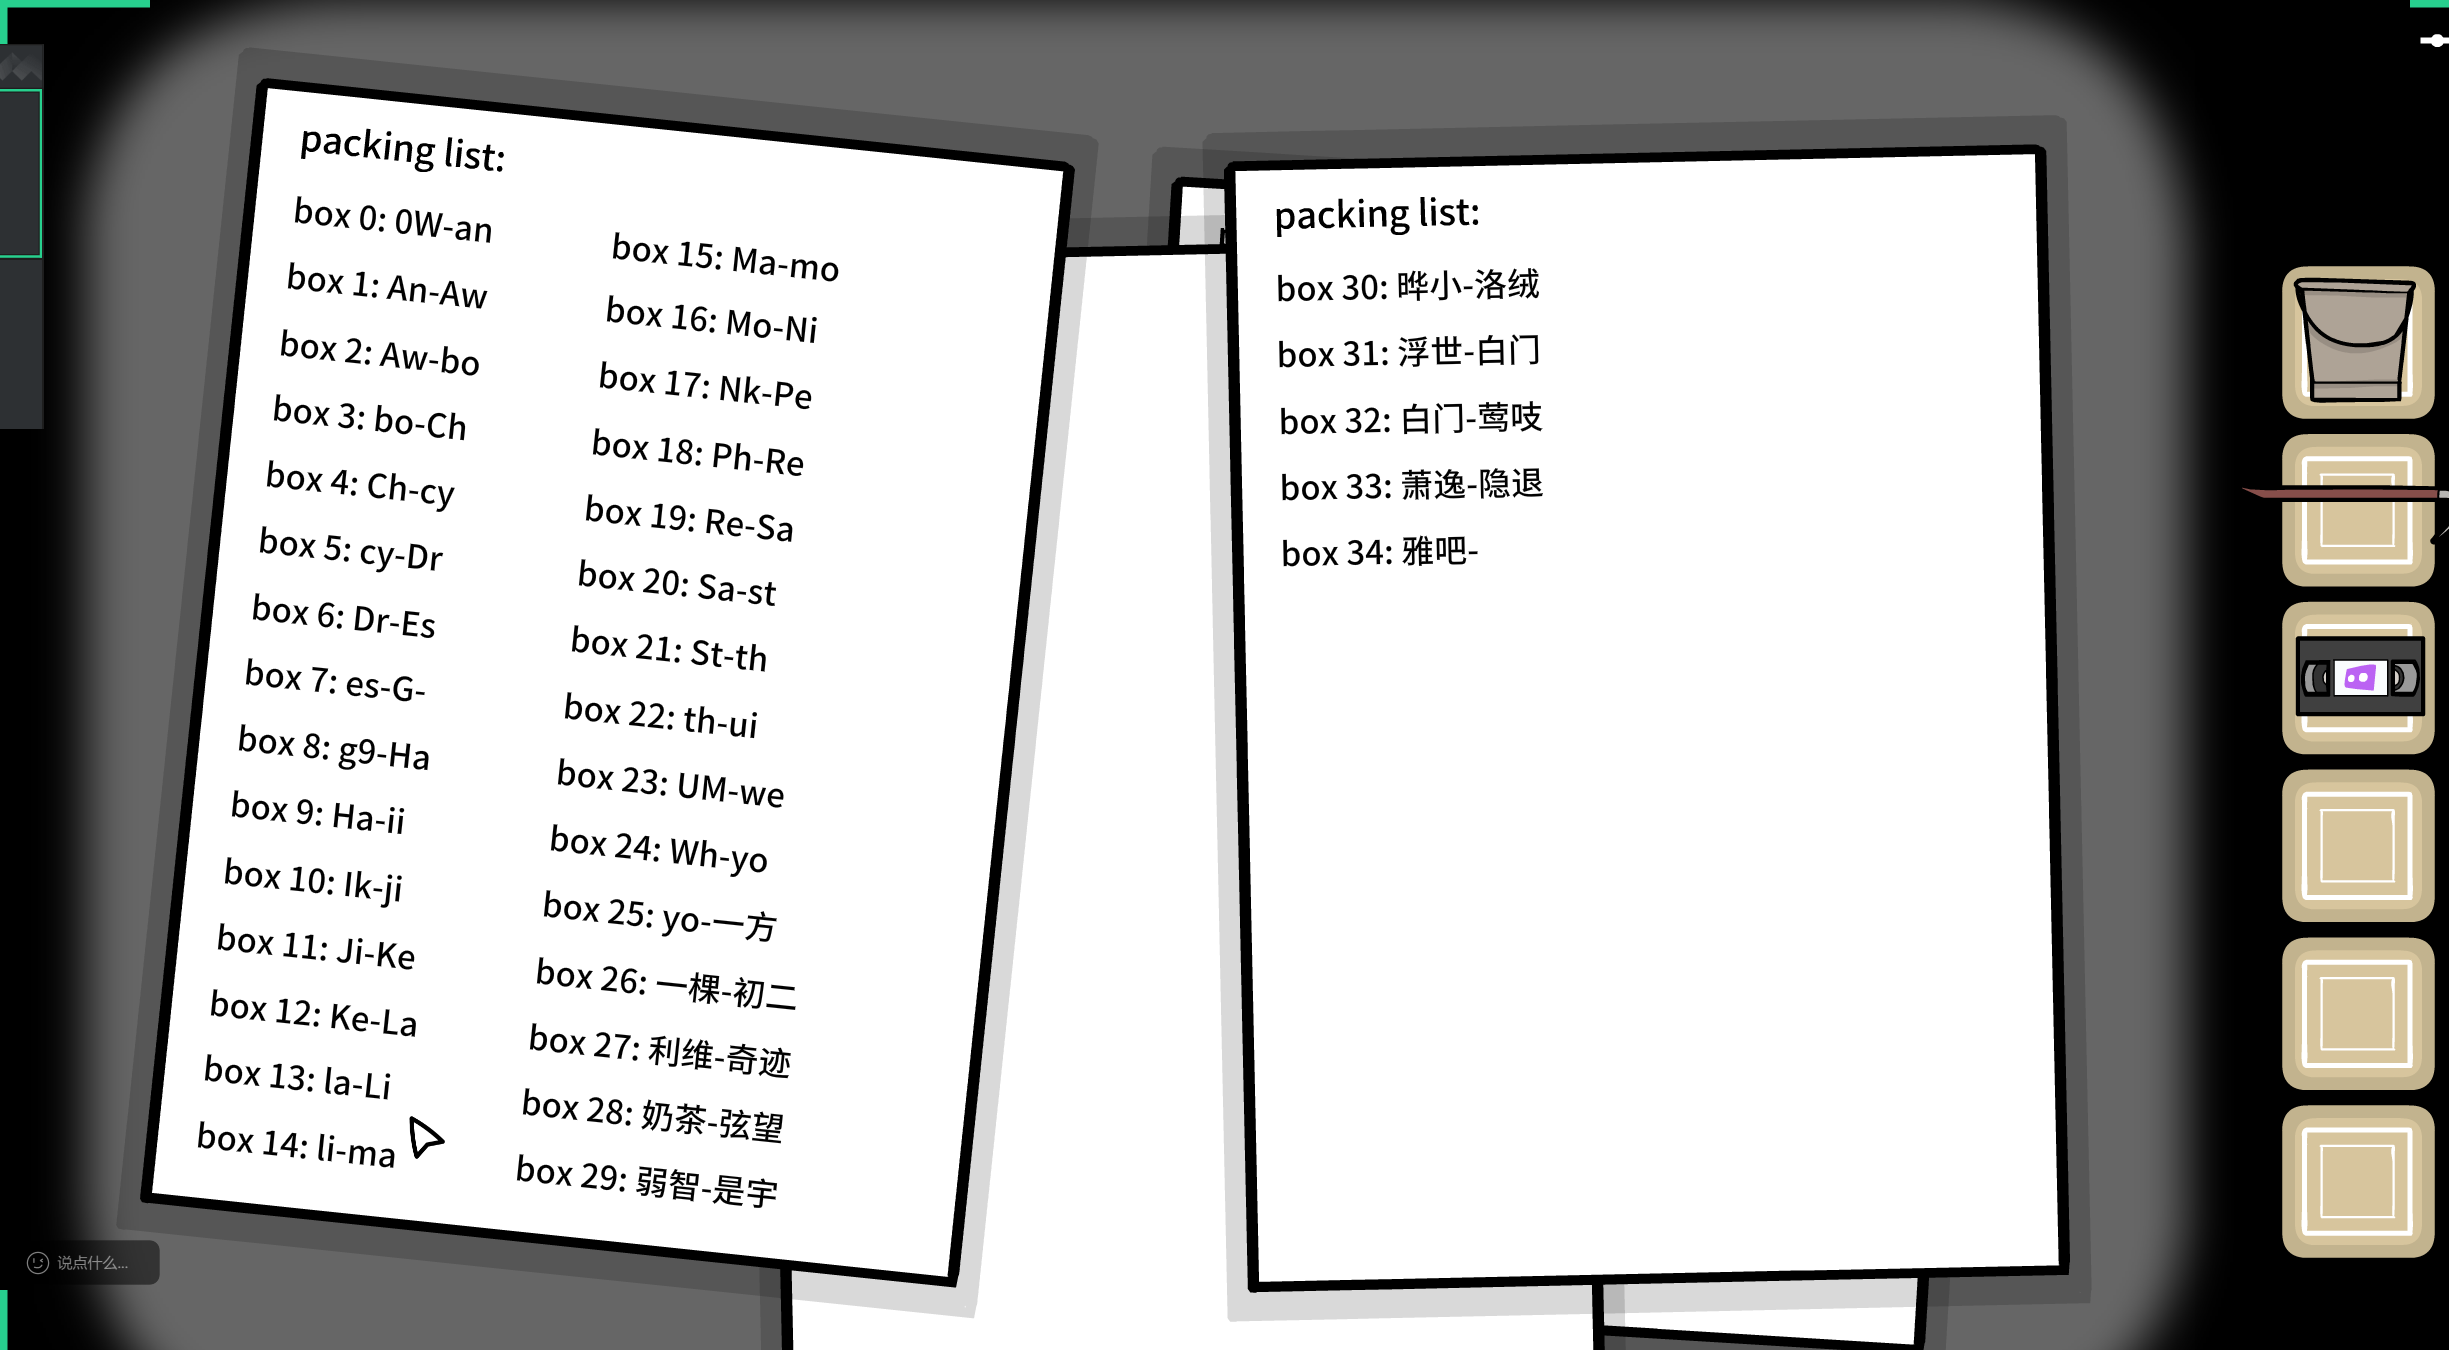 packing list:
box 0: 0W-an
box 1: An-Aw
box 2: Aw-bo
box 3: bo-Ch
box 4: Ch-cy
box 5: cy-Dr
box 6: Dr-Es
box 7: es-G-
box 8: g9-Ha
box 9: Ha-ii
box 10: Ik-ji
box 11: Ji-Ke
box 12: Ke-La
box 13: la-Li
box 14: li-ma
box 15: Ma-mo
box 16: Mo-Ni
box 17: Nk-Pe
box 18: Ph-Re
box 19: Re-Sa
box 20: Sa-st
box 21: St-th
box 22: th-ui
box 23: UM-we
box 24: Wh-yo
box 25: yo-一方
box 26: 一棵-初二
box 27: 利维-奇迹
box 28: 奶茶-弦望
box 29: 弱智-是宇
packing list:
box 30: 晔小-洛绒
box 31: 浮世-白门
box 32: 白门-莺吱
box 33: 萧逸-隐退
box 34: 雅吧-
说点什么...